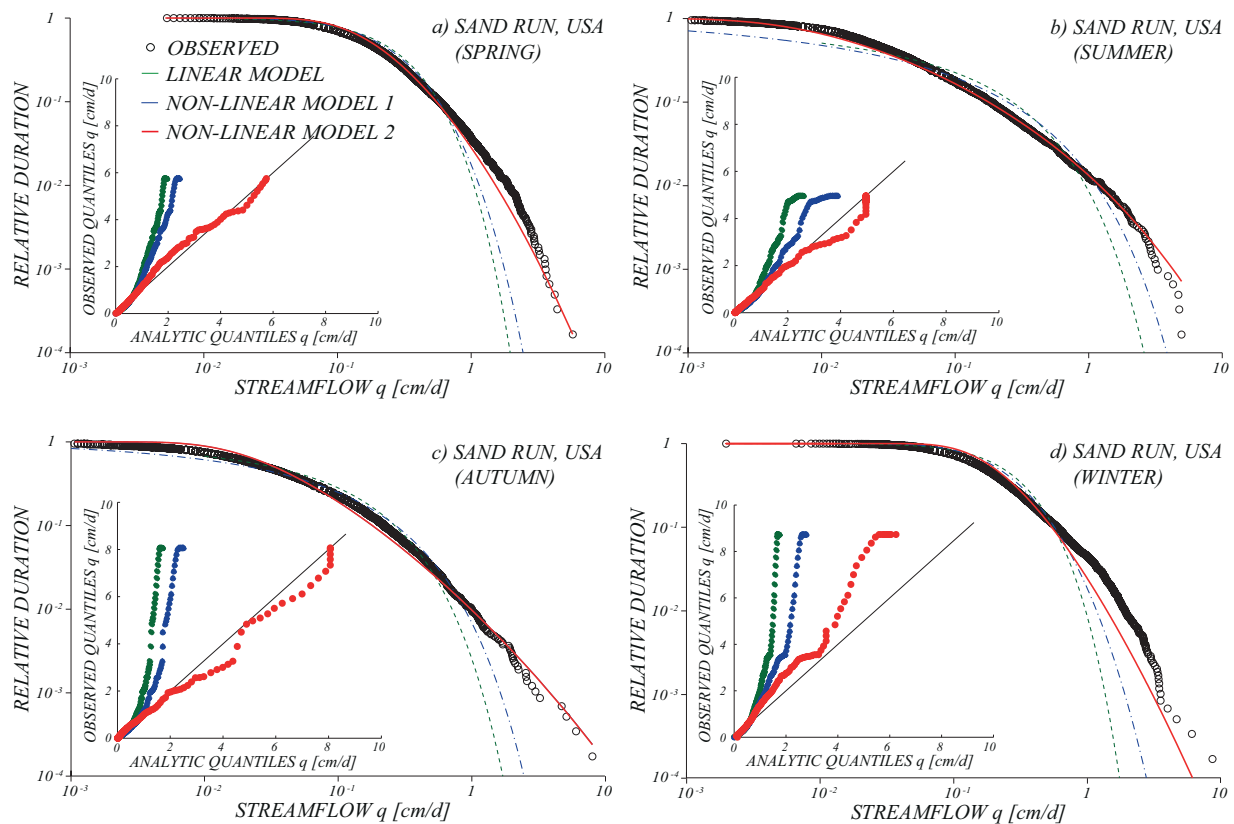 a) SAND RUN, USA
(SPRING)
OBSERVED
LINEAR MODEL
NON-LINEAR MODEL 1
NON-LINEAR MODEL 2
RELATIVE DURATION
1
10⁻¹
10⁻²
10⁻³
10⁻⁴
OBSERVED QUANTILES q [cm/d]
10
8
6
4
2
0
0 2 4 6 8 10
ANALYTIC QUANTILES q [cm/d]
10⁻³ 10⁻² 10⁻¹ 1 10
STREAMFLOW q [cm/d]
b) SAND RUN, USA
(SUMMER)
RELATIVE DURATION
1
10⁻¹
10⁻²
10⁻³
10⁻⁴
OBSERVED QUANTILES q [cm/d]
10
8
6
4
2
0
0 2 4 6 8 10
ANALYTIC QUANTILES q [cm/d]
10⁻³ 10⁻² 10⁻¹ 1 10
STREAMFLOW q [cm/d]
c) SAND RUN, USA
(AUTUMN)
RELATIVE DURATION
1
10⁻¹
10⁻²
10⁻³
10⁻⁴
OBSERVED QUANTILES q [cm/d]
10
8
6
4
2
0
0 2 4 6 8 10
ANALYTIC QUANTILES q [cm/d]
10⁻³ 10⁻² 10⁻¹ 1 10
STREAMFLOW q [cm/d]
d) SAND RUN, USA
(WINTER)
RELATIVE DURATION
1
10⁻¹
10⁻²
10⁻³
10⁻⁴
OBSERVED QUANTILES q [cm/d]
10
8
6
4
2
0
0 2 4 6 8 10
ANALYTIC QUANTILES q [cm/d]
10⁻³ 10⁻² 10⁻¹ 1 10
STREAMFLOW q [cm/d]